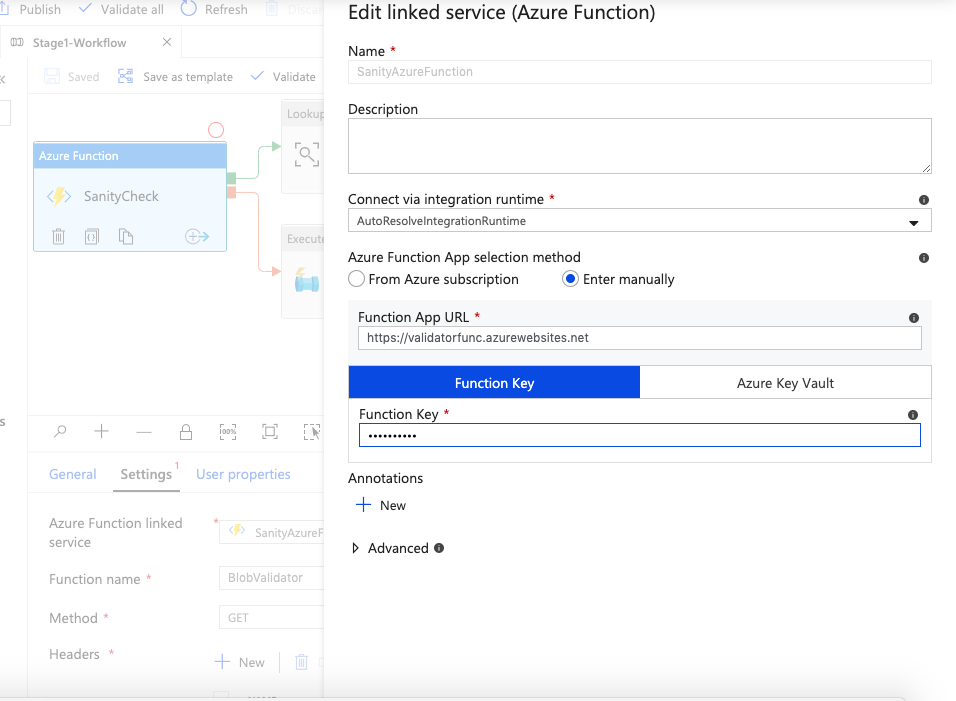 Publish
Validate all
Refresh
Stage1-Workflow
Saved
Save as template
Validate
Lookup
Azure Function
SanityCheck
Execute
100%
General
Settings 1
User properties
Azure Function linked service *
SanityAzureF
Function name *
BlobValidator
Method *
GET
Headers *
New
Edit linked service (Azure Function)
Name *
SanityAzureFunction
Description
Connect via integration runtime *
AutoResolveIntegrationRuntime
Azure Function App selection method
From Azure subscription
Enter manually
Function App URL *
https://validatorfunc.azurewebsites.net
Function Key
Azure Key Vault
Function Key *
••••••••••
Annotations
New
Advanced